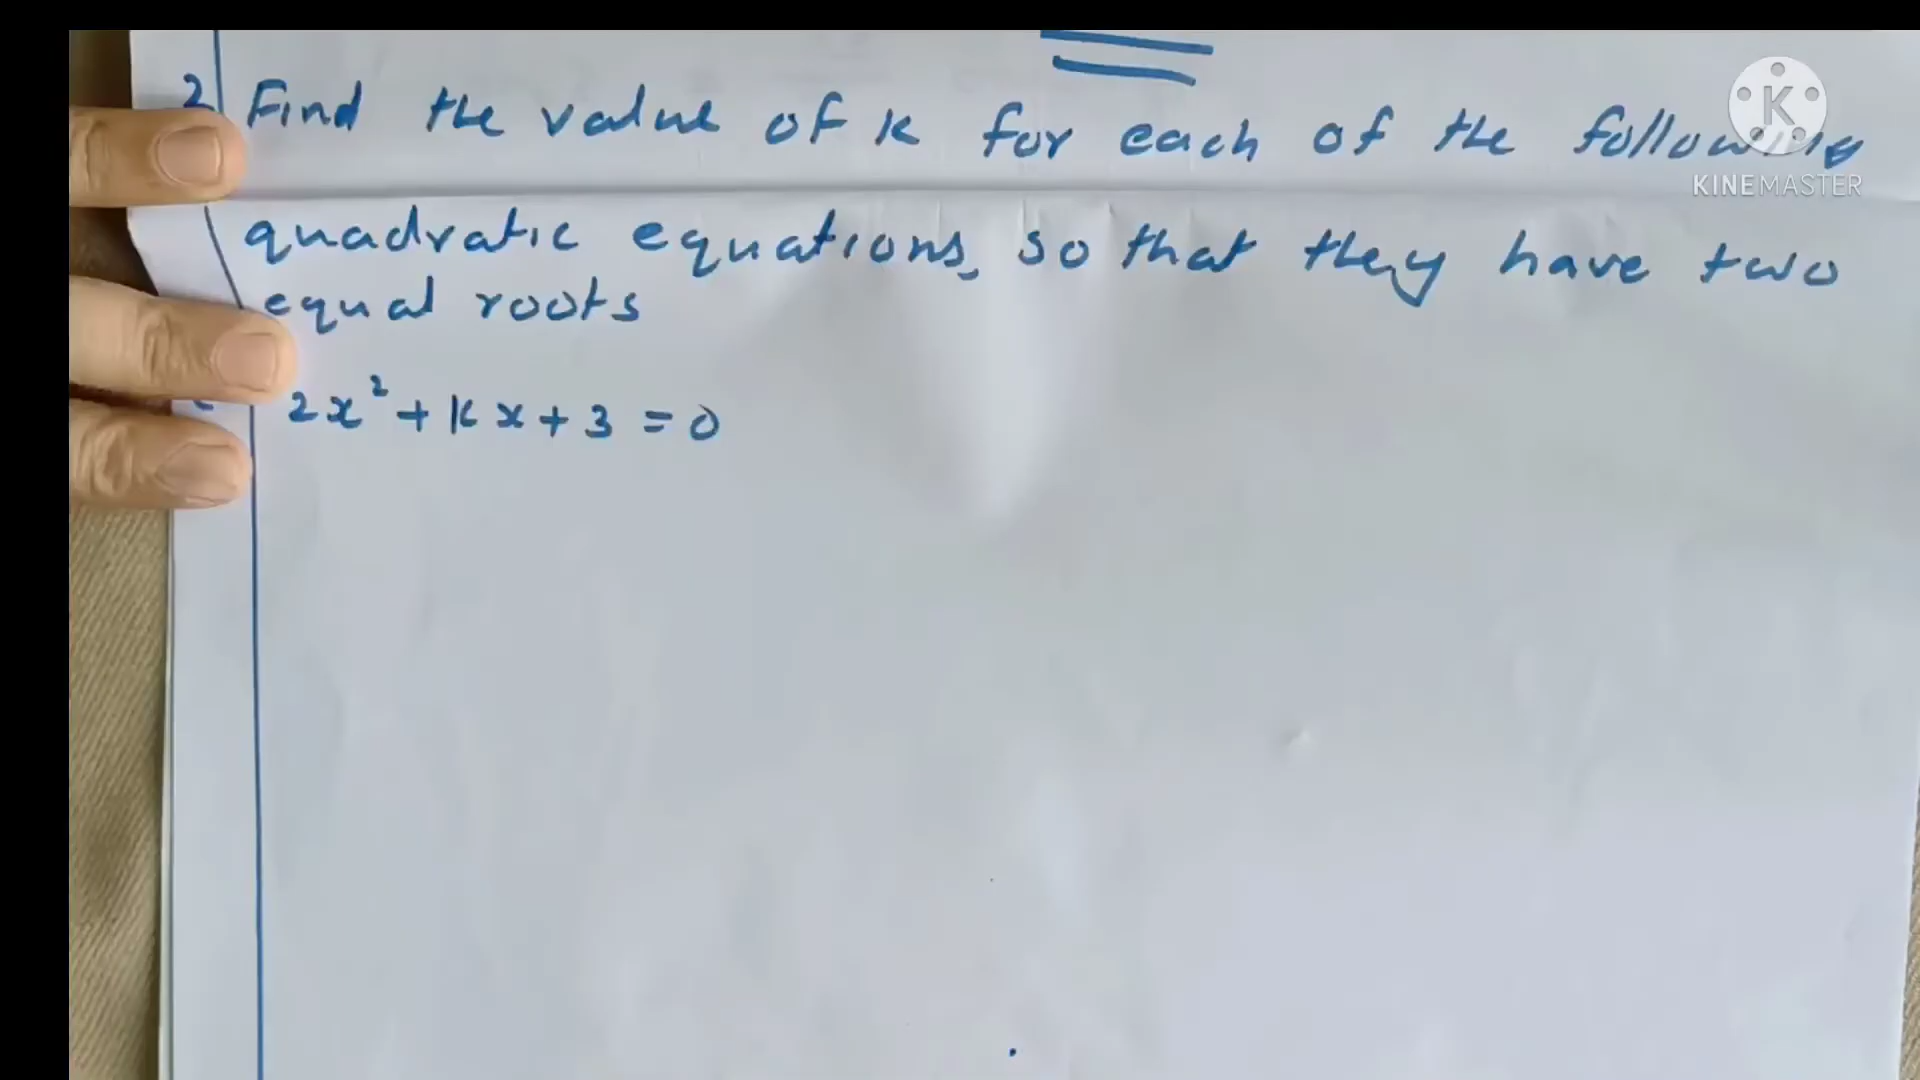 2 Find the value of k for each of the following
quadratic equations, so that they have two
equal roots
2x² + kx + 3 = 0
K
KINEMASTER